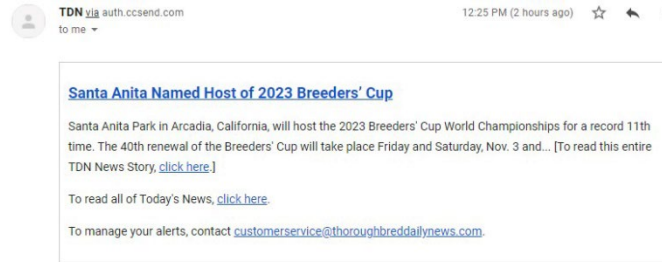 TDN via auth.ccsend.com 12:25 PM (2 hours ago)
to me
Santa Anita Named Host of 2023 Breeders' Cup
Santa Anita Park in Arcadia, California, will host the 2023 Breeders' Cup World Championships for a record 11th
time. The 40th renewal of the Breeders' Cup will take place Friday and Saturday, Nov. 3 and... [To read this entire
TDN News Story, click here.]
To read all of Today's News, click here.
To manage your alerts, contact customerservice@thoroughbreddailynews.com.